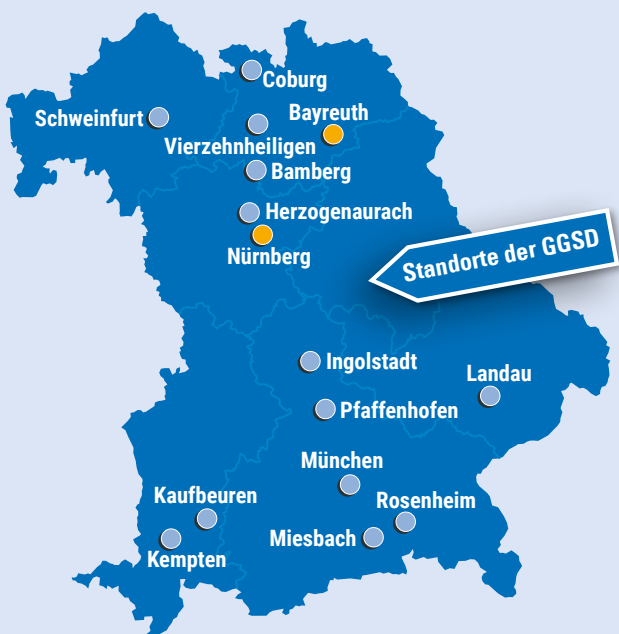 Coburg
Schweinfurt
Bayreuth
Vierzehnheiligen
Bamberg
Herzogenaurach
Nürnberg
Standorte der GGSD
Ingolstadt
Landau
Pfaffenhofen
München
Kaufbeuren
Rosenheim
Miesbach
Kempten